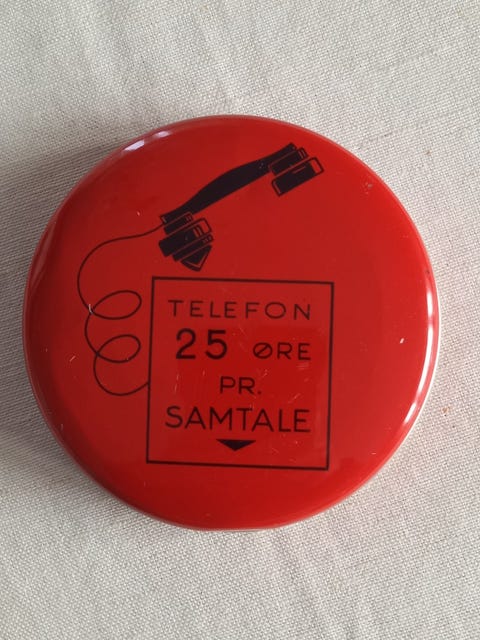 TELEFON
25 ØRE
PR.
SAMTALE